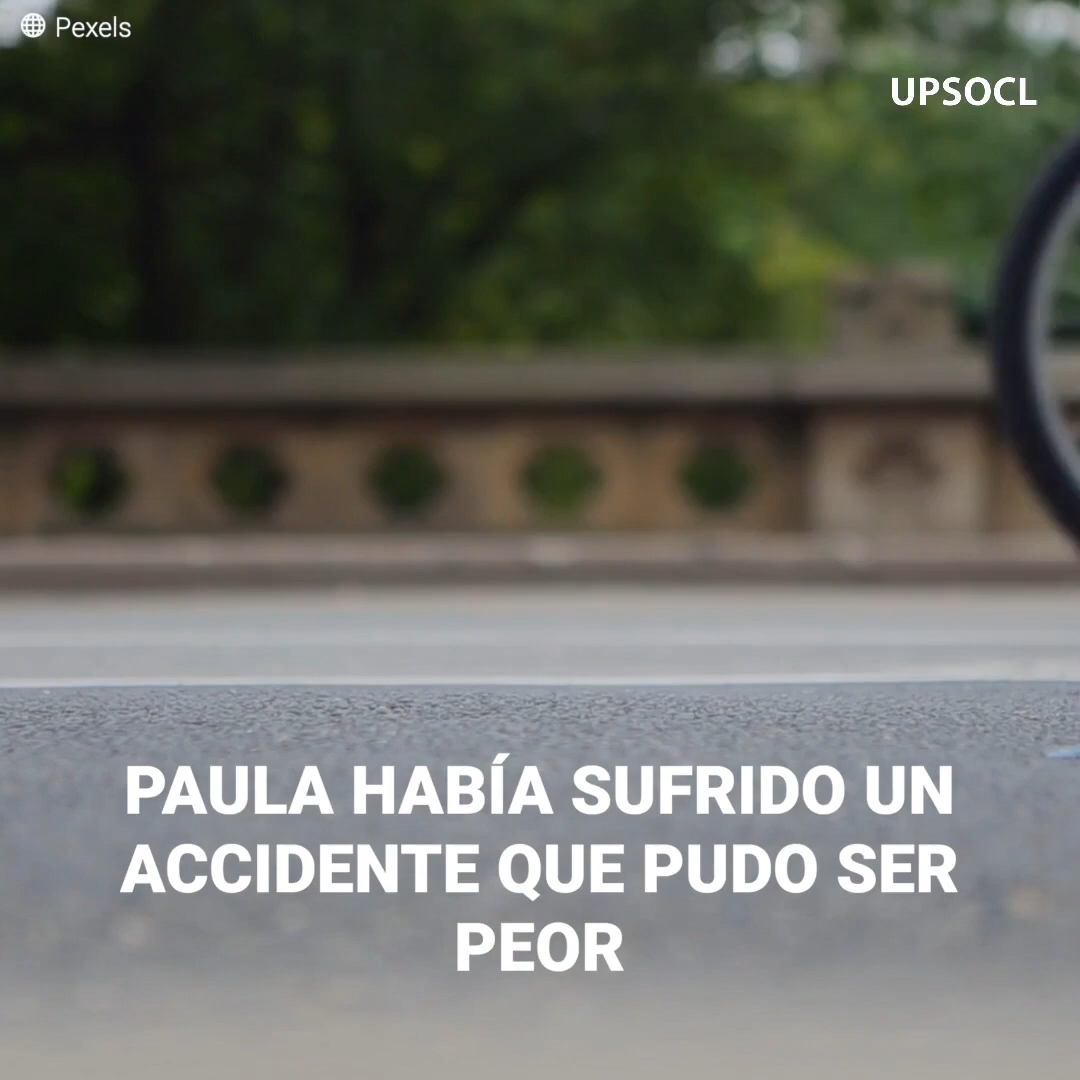 Pexels
UPSOCL
PAULA HABÍA SUFRIDO UN
ACCIDENTE QUE PUDO SER
PEOR